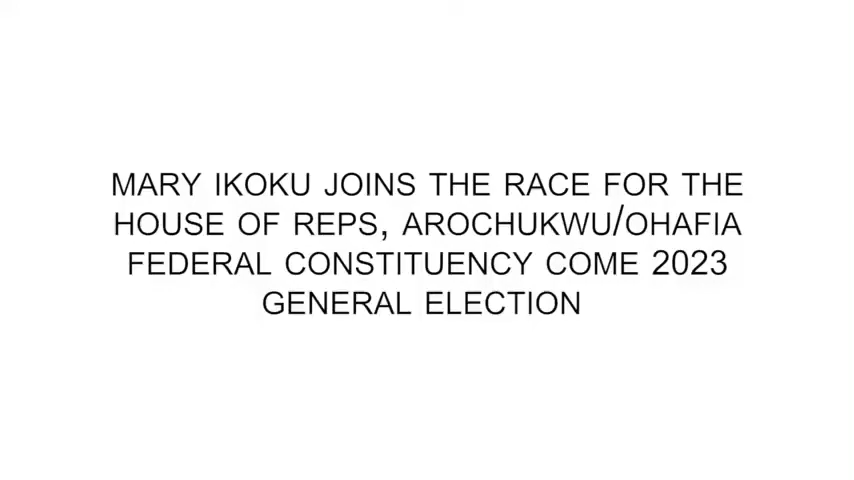 MARY IKOKU JOINS THE RACE FOR THE
HOUSE OF REPS, AROCHUKWU/OHAFIA
FEDERAL CONSTITUENCY COME 2023
GENERAL ELECTION